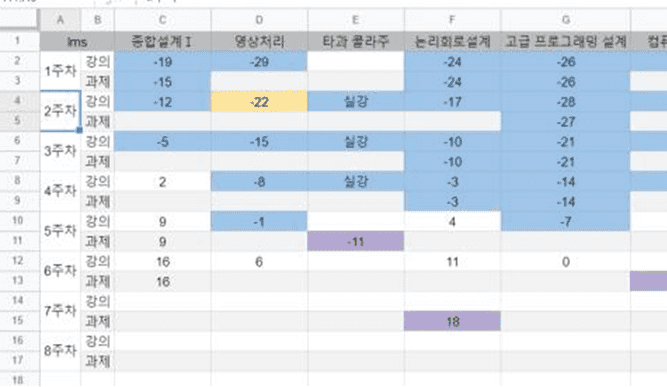 A B C D E F G
1 lms 종합설계 I 영상처리 타과 콜라주 논리회로설계 고급 프로그래밍 설계 컴퓨
2 1주차 강의 -19 -29 -24 -26
3 과제 -15 -24 -26
4 2주차 강의 -12 -22 실강 -17 -28
5 과제 -27
6 3주차 강의 -5 -15 실강 -10 -21
7 과제 -10 -21
8 4주차 강의 2 -8 실강 -3 -14
9 과제 -3 -14
10 5주차 강의 9 -1 4 -7
11 과제 9 -11
12 6주차 강의 16 6 11 0
13 과제 16
14 7주차 강의
15 과제 18
16 8주차 강의
17 과제
18